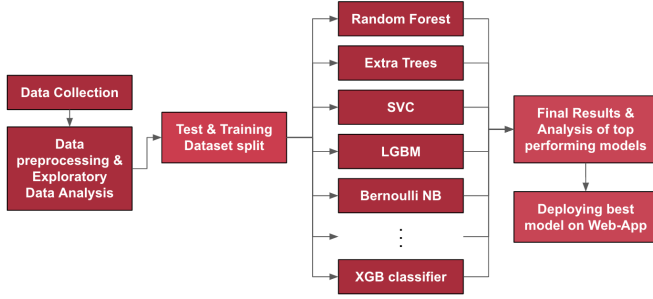 Data Collection
Data
preprocessing &
Exploratory
Data Analysis
Test & Training
Dataset split
Random Forest
Extra Trees
SVC
LGBM
Bernoulli NB
⋮
XGB classifier
Final Results &
Analysis of top
performing models
Deploying best
model on Web-App